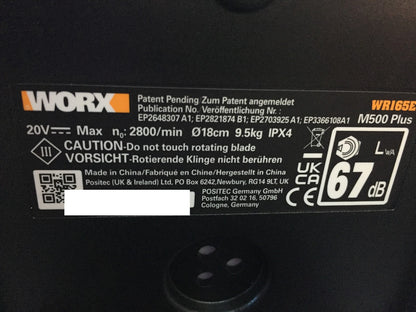 WORX
Patent Pending Zum Patent angemeldet
Publication No. Veröffentlichung Nr :
EP2648307 A1; EP2821874 B1; EP2703925 A1; EP3366108A1
WR165E
M500 Plus
20V Max n₀: 2800/min Ø18cm 9.5kg IPX4
III
CAUTION-Do not touch rotating blade
VORSICHT-Rotierende Klinge nicht berühren
Made in China/Fabriqué en Chine/Hergestellt in China
Positec (UK & Ireland) Ltd, PO Box 6242, Newbury, RG14 9LT, UK
POSITEC Germany GmbH
Postfach 32 02 16, 50796
Cologne, Germany
UK
CA
CE
LWA
67 dB